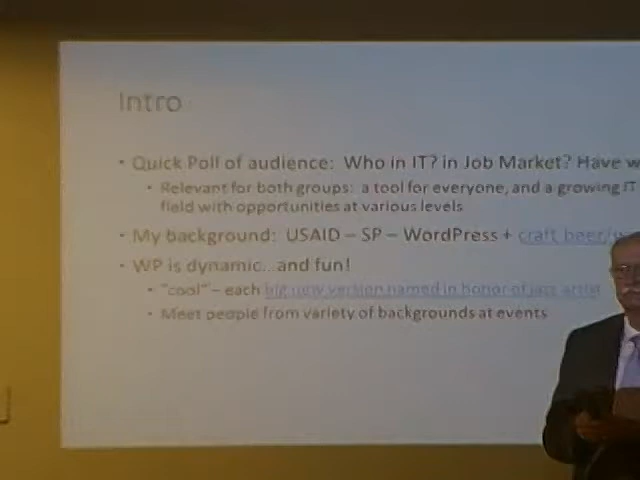 Intro
• Quick Poll of audience: Who in IT? in Job Market? Have w
• Relevant for both groups: a tool for everyone, and a growing IT
field with opportunities at various levels
• My background: USAID – SP – WordPress + craft beer/
• WP is dynamic...and fun!
• "cool" – each big new version named in honor of jazz artist
• Meet people from variety of backgrounds at events